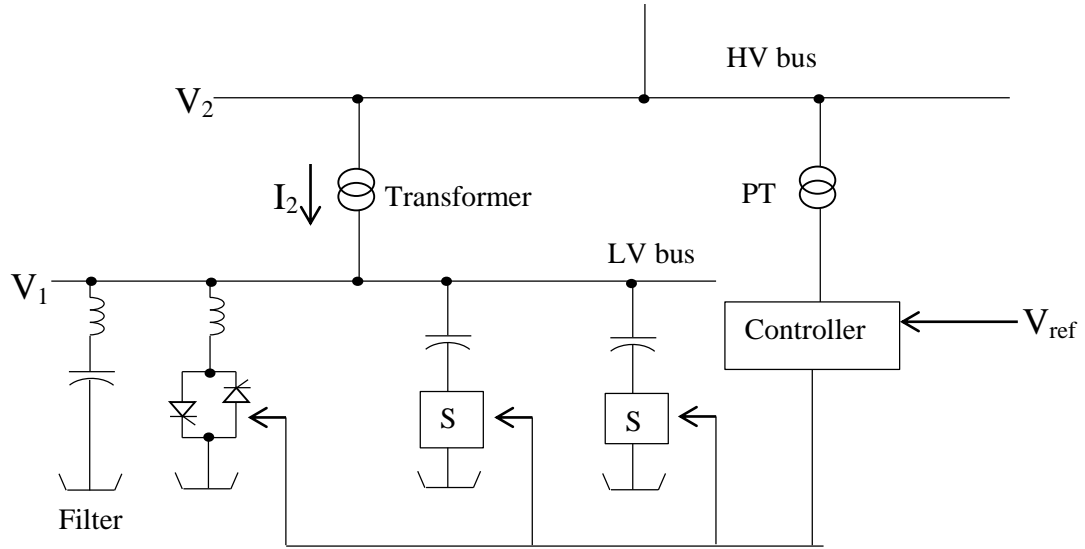 HV bus
V2
I2
Transformer
PT
LV bus
V1
Controller
Vref
S
S
Filter